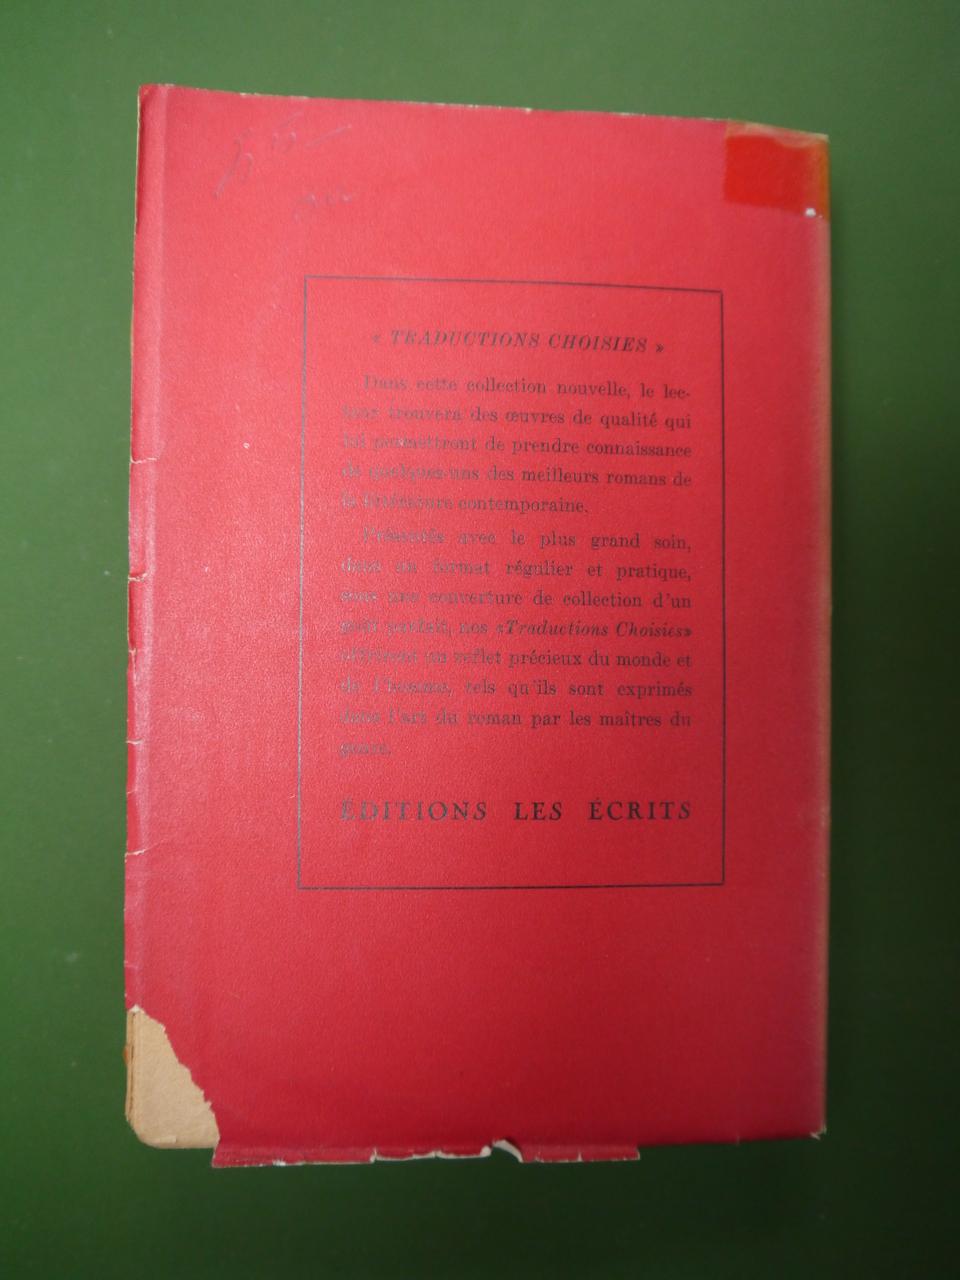 « TRADUCTIONS CHOISIES »
Dans cette collection nouvelle, le lec-
teur trouvera des œuvres de qualité qui
lui permettront de prendre connaissance
de quelques-uns des meilleurs romans de
la littérature contemporaine.
Présentés avec le plus grand soin,
dans un format régulier et pratique,
sous une couverture de collection d'un
goût parfait, nos «Traductions Choisies»
offriront un reflet précieux du monde et
de l'homme, tels qu'ils sont exprimés
dans l'art du roman par les maîtres du
genre.
ÉDITIONS LES ÉCRITS